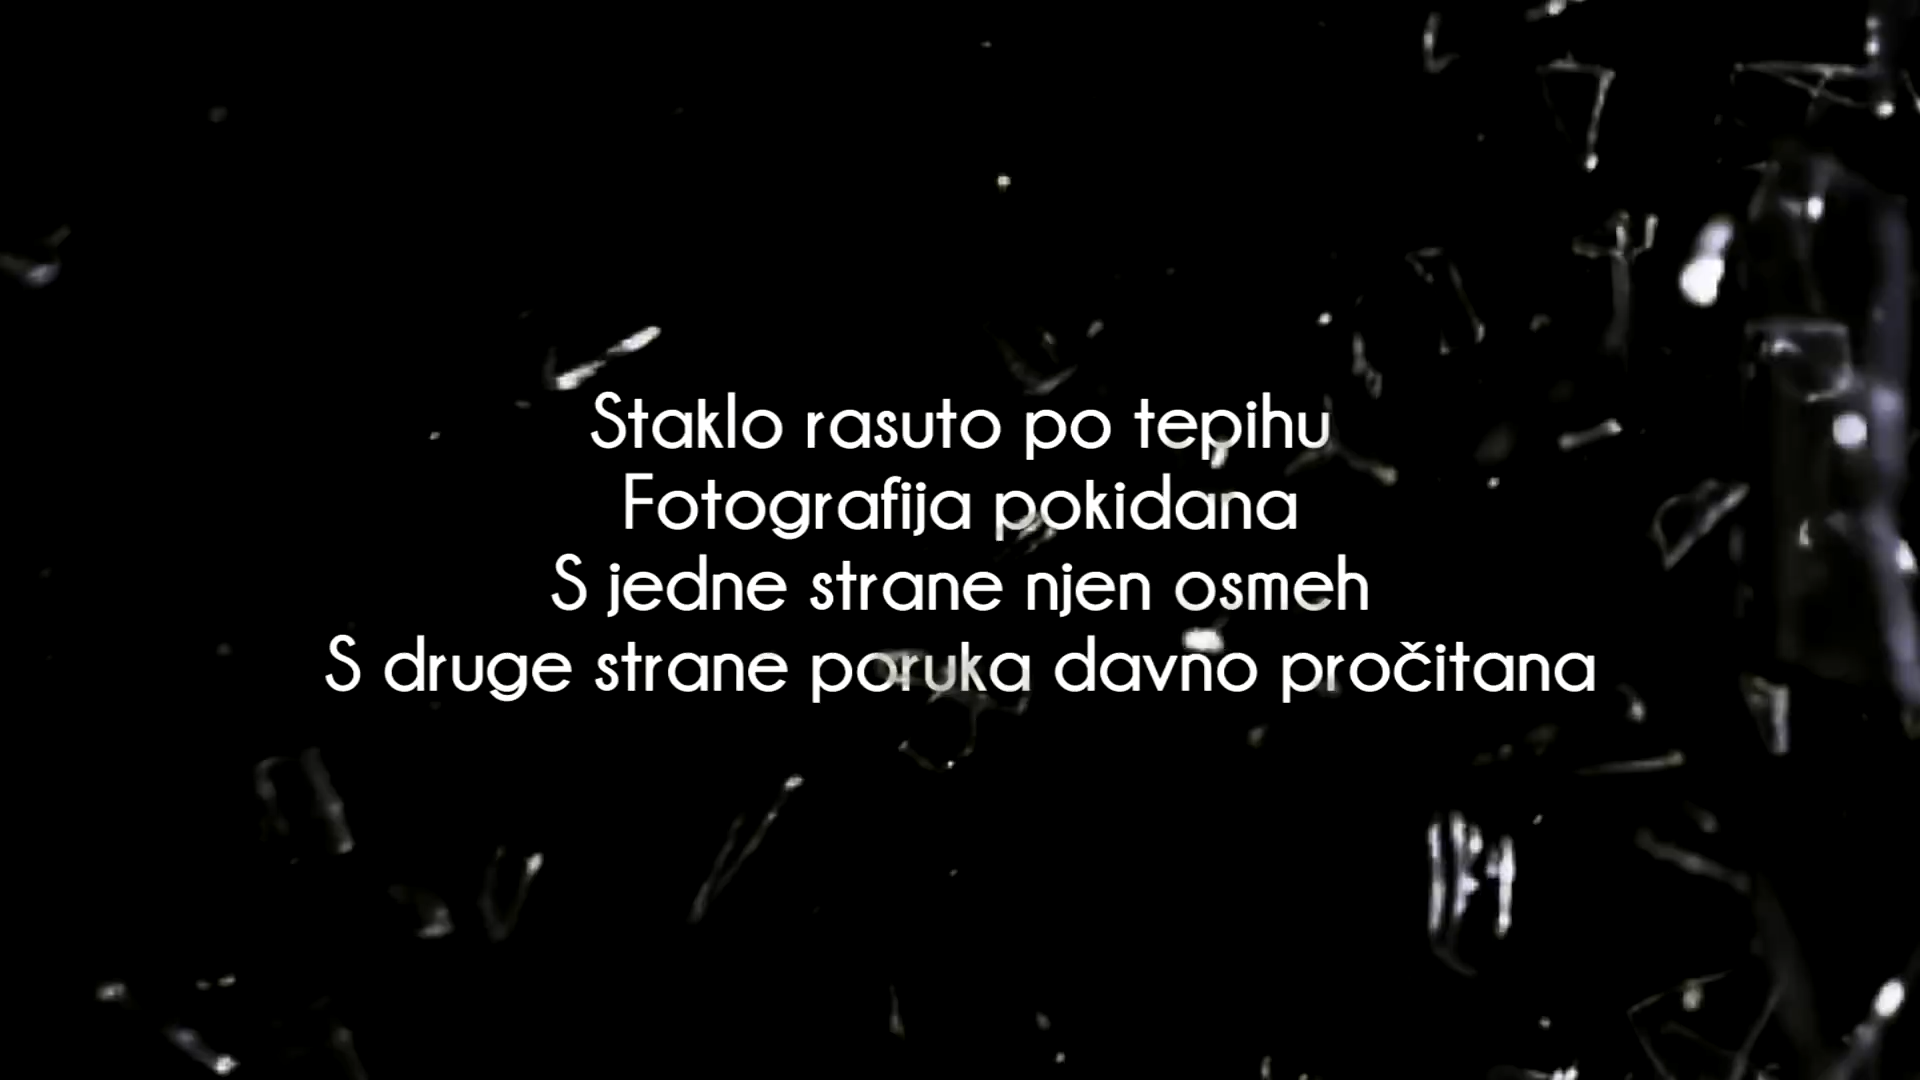 Staklo rasuto po tepihu
Fotografija pokidana
S jedne strane njen osmeh
S druge strane poruka davno pročitana